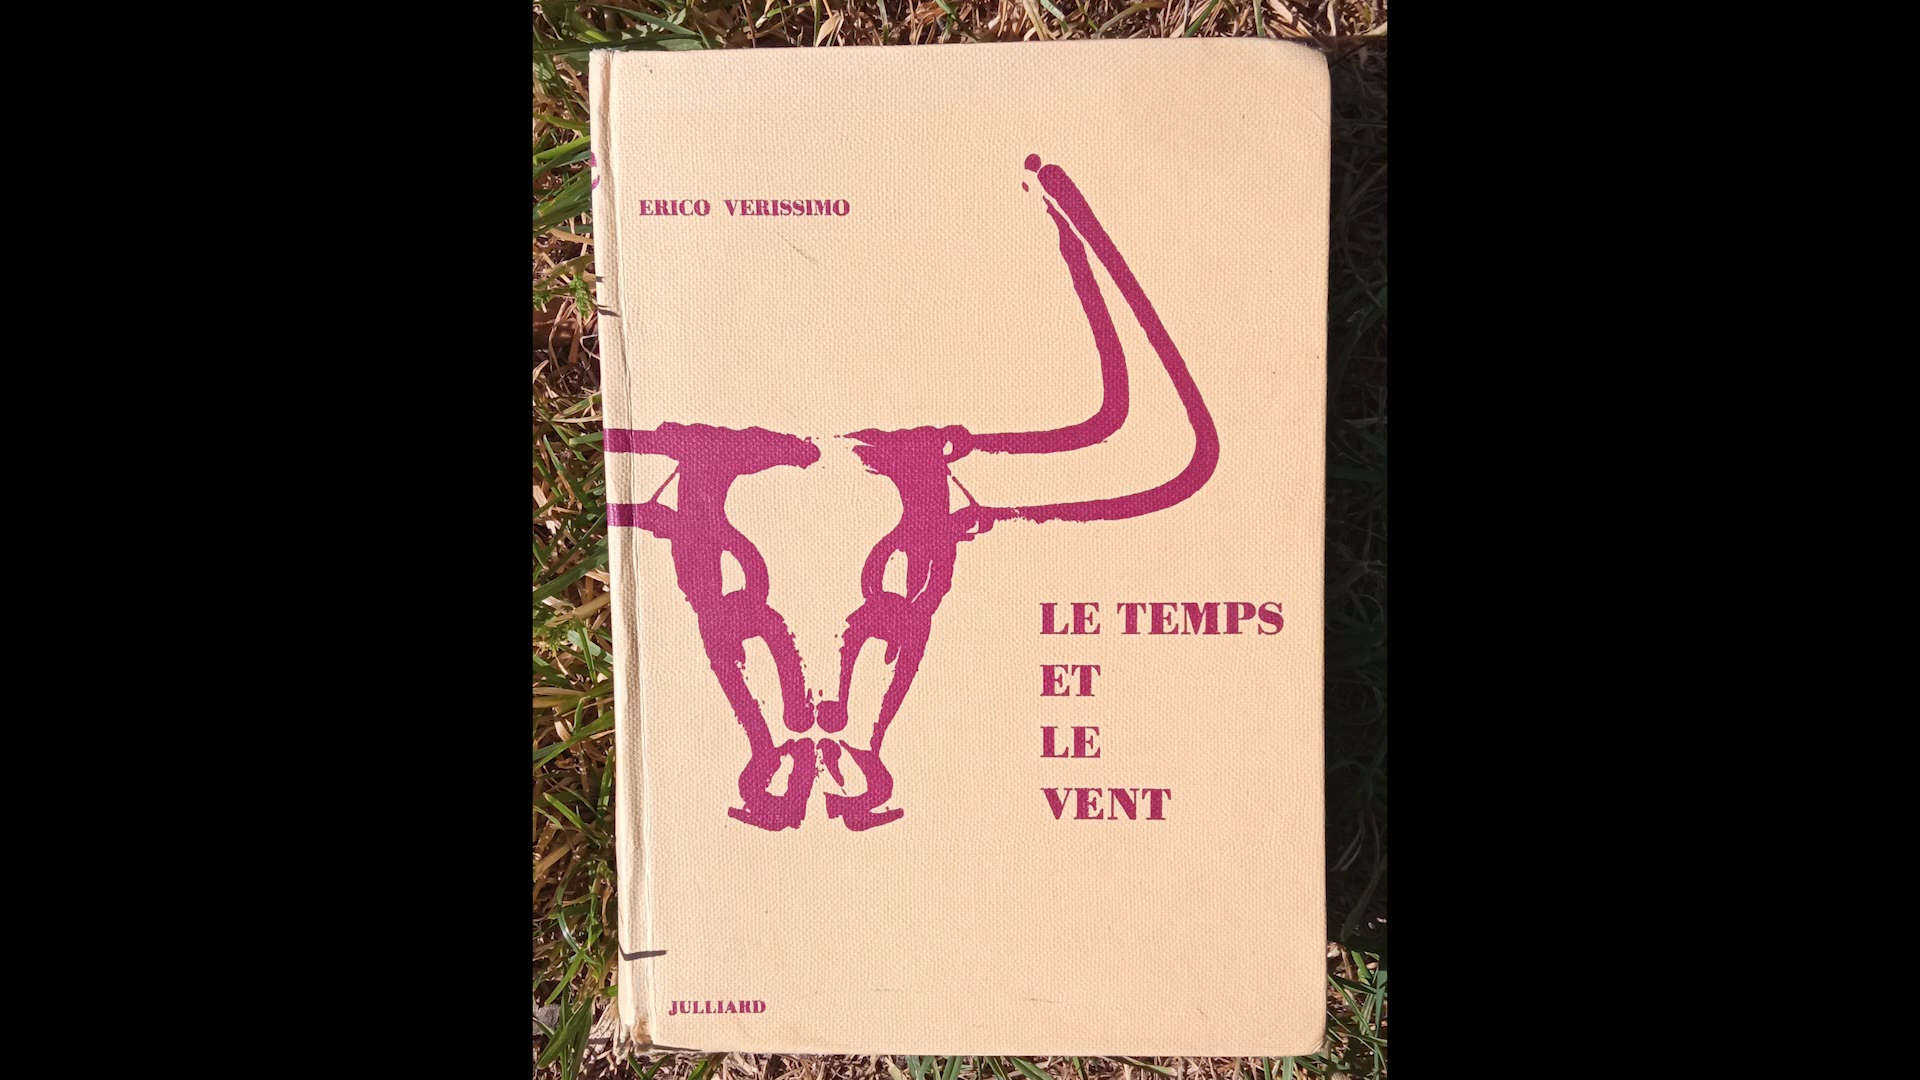 ERICO VERISSIMO
LE TEMPS
ET
LE
VENT
JULLIARD